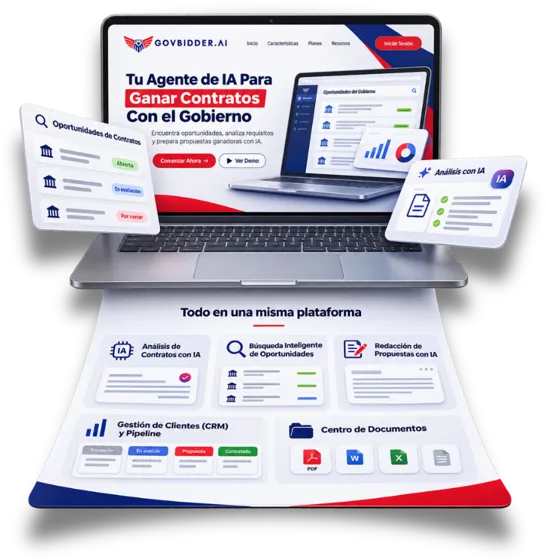 GOVBIDDER.AI
Inicio Características Planes Resomos Iniciar Sesión
Tu Agente de IA Para
Ganar Contratos
Con el Gobierno
Encuentra oportunidades, analiza requisitos
y prepara propuestas ganadoras con IA.
Comenzar Ahora → Ver Demo
Oportunidades del Gobierno
Oportunidades de Contratos
Abierta
En evaluación
Por cerrar
Análisis con IA
IA
Todo en una misma plataforma
IA
Análisis de
Contratos con IA
Búsqueda Inteligente
de Oportunidades
Redacción de
Propuestas con IA
Gestión de Clientes (CRM)
y Pipeline
Propuesta
Contratado
Centro de Documentos
PDF
W
X